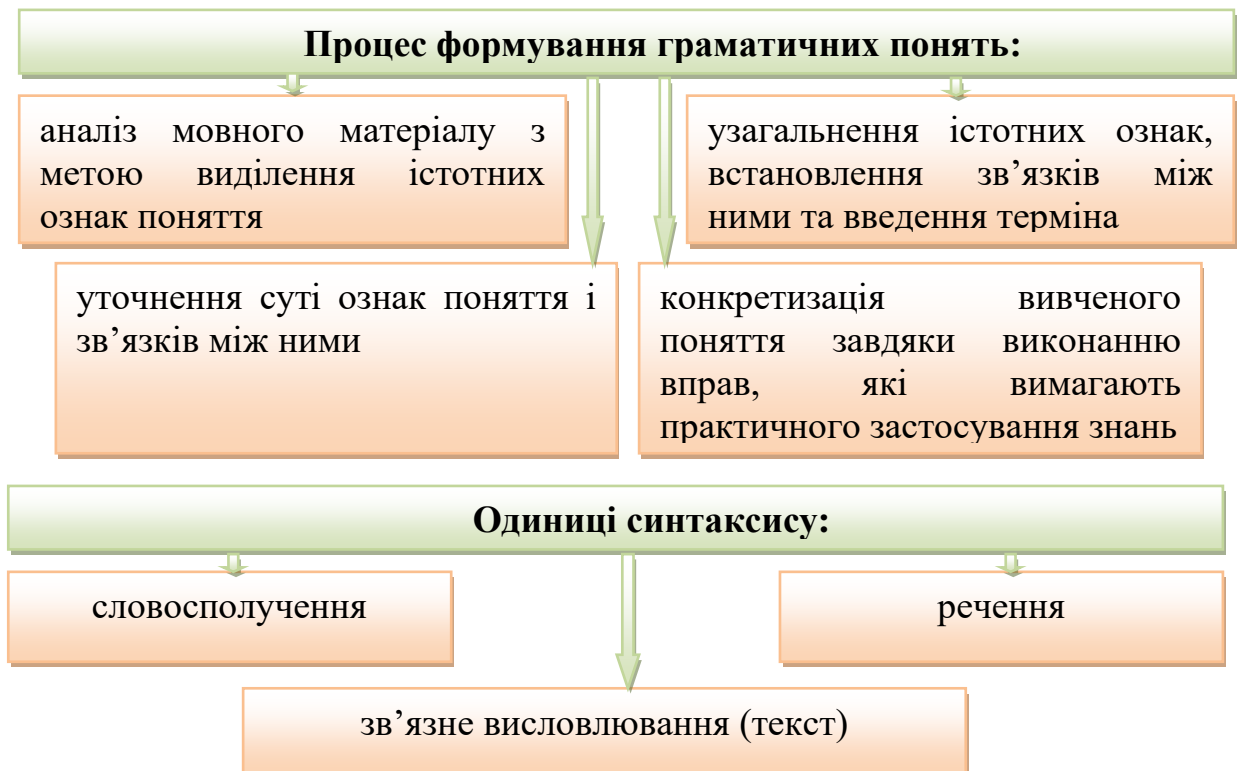 Процес формування граматичних понять:
аналіз мовного матеріалу з
метою виділення істотних
ознак поняття
узагальнення істотних ознак,
встановлення зв’язків між
ними та введення терміна
уточнення суті ознак поняття і
зв’язків між ними
конкретизація вивченого
поняття завдяки виконанню
вправ, які вимагають
практичного застосування знань
Одиниці синтаксису:
словосполучення
речення
зв’язне висловлювання (текст)